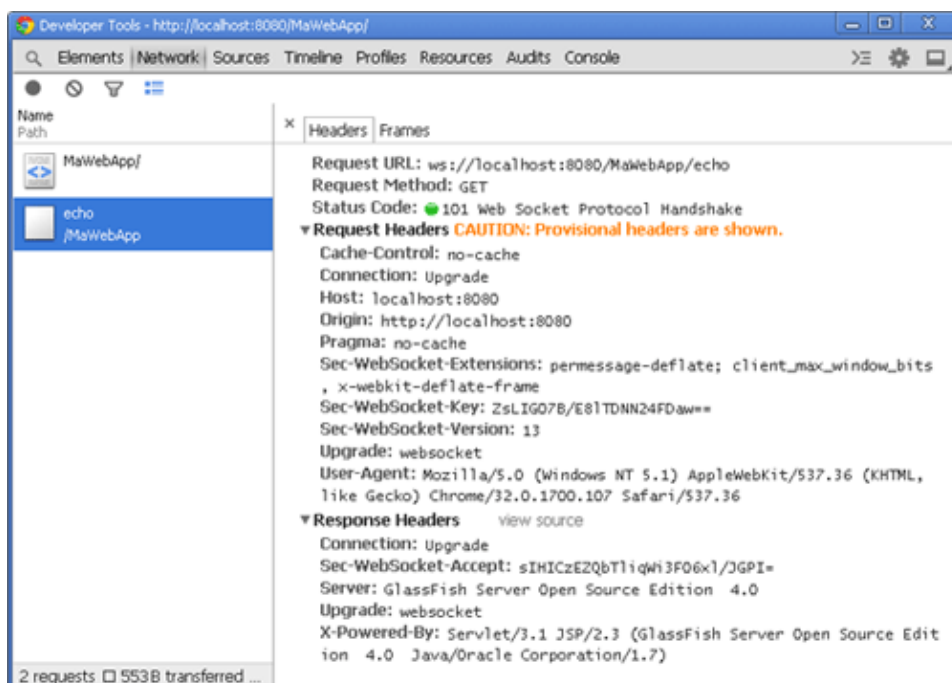 Developer Tools - http://localhost:8080/MaWebApp/
Elements Network Sources Timeline Profiles Resources Audits Console
Name
Path
MaWebApp/
echo
/MaWebApp
2 requests 553B transferred ...
× Headers Frames
Request URL: ws://localhost:8080/MaWebApp/echo
Request Method: GET
Status Code: 101 Web Socket Protocol Handshake
Request Headers CAUTION: Provisional headers are shown.
Cache-Control: no-cache
Connection: Upgrade
Host: localhost:8080
Origin: http://localhost:8080
Pragma: no-cache
Sec-WebSocket-Extensions: permessage-deflate; client_max_window_bits
, x-webkit-deflate-frame
Sec-WebSocket-Key: ZsLIGO7B/E8lTDNN24FDaw==
Sec-WebSocket-Version: 13
Upgrade: websocket
User-Agent: Mozilla/5.0 (Windows NT 5.1) AppleWebKit/537.36 (KHTML,
like Gecko) Chrome/32.0.1700.107 Safari/537.36
Response Headers view source
Connection: Upgrade
Sec-WebSocket-Accept: sIHICzEZQbTliqWi3FO6xl/JGPI=
Server: GlassFish Server Open Source Edition 4.0
Upgrade: websocket
X-Powered-By: Servlet/3.1 JSP/2.3 (GlassFish Server Open Source Edit
ion 4.0 Java/Oracle Corporation/1.7)